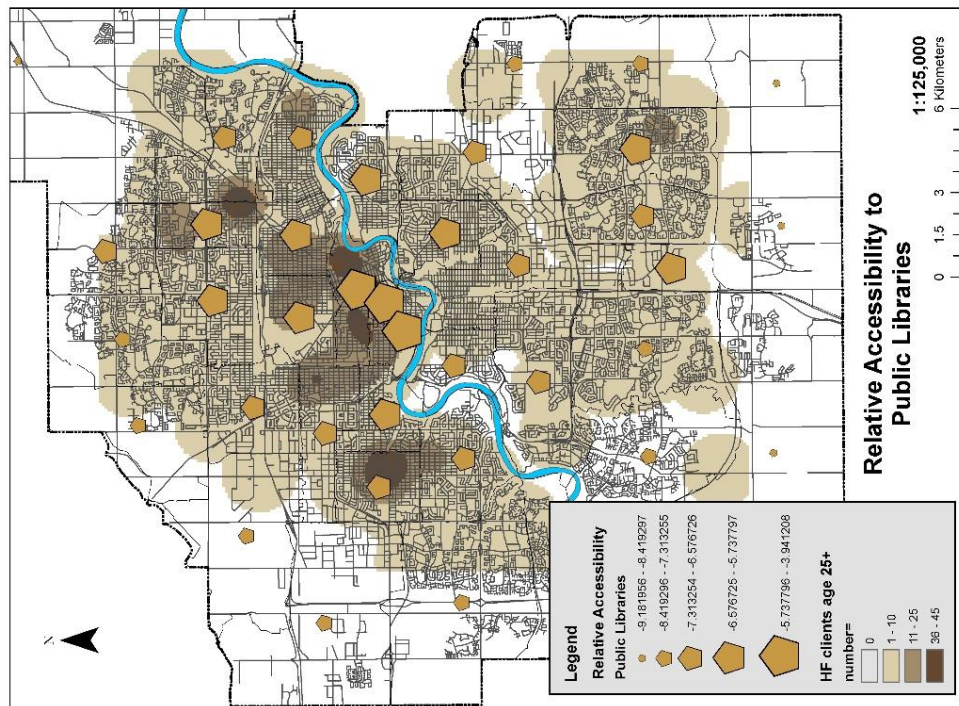 N
Relative Accessibility to
Public Libraries
1:125,000
0 1.5 3 6 Kilometers
Legend
Relative Accessibility
Public Libraries
-9.181956 - -8.419297
-8.419296 - -7.313255
-7.313254 - -6.576726
-6.576725 - -5.737797
-5.737796 - -3.941208
HF clients age 25+
number=
0
1 - 10
11 - 25
36 - 45